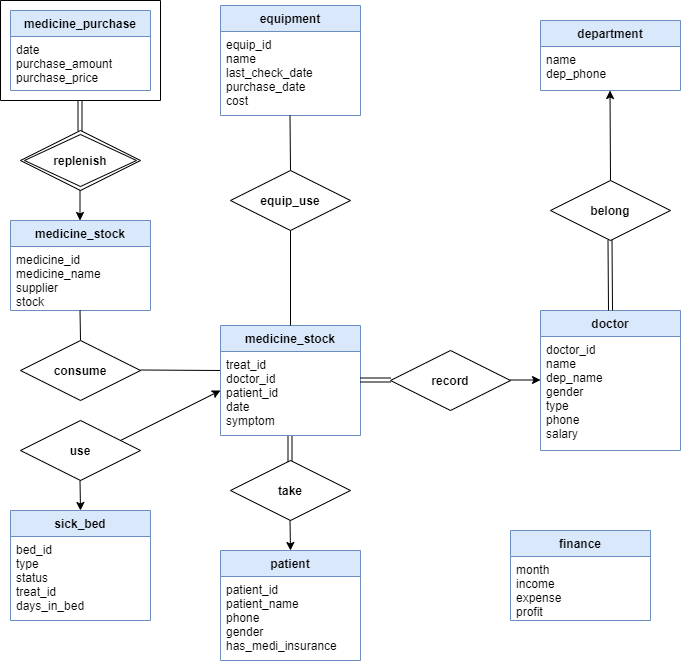 medicine_purchase
date
purchase_amount
purchase_price
equipment
equip_id
name
last_check_date
purchase_date
cost
department
name
dep_phone
replenish
equip_use
belong
medicine_stock
medicine_id
medicine_name
supplier
stock
medicine_stock
treat_id
doctor_id
patient_id
date
symptom
doctor
doctor_id
name
dep_name
gender
type
phone
salary
consume
record
use
take
sick_bed
bed_id
type
status
treat_id
days_in_bed
patient
patient_id
patient_name
phone
gender
has_medi_insurance
finance
month
income
expense
profit